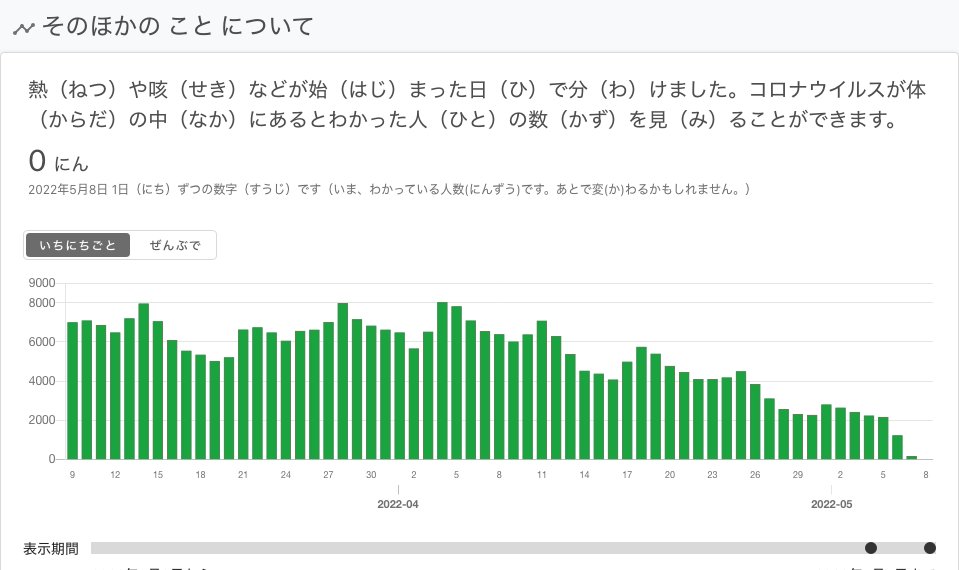 そのほかの こと について
熱（ねつ）や咳（せき）などが始（はじ）まった日（ひ）で分（わ）けました。コロナウイルスが体
（からだ）の中（なか）にあるとわかった人（ひと）の数（かず）を見（み）ることができます。
0 にん
2022年5月8日 1日（にち）ずつの数字（すうじ）です（いま、わかっている人数(にんずう)です。あとで変(か)わるかもしれません。）
いちにちごと ぜんぶで
9000
8000
6000
4000
2000
0
9 12 15 18 21 24 27 30 2 5 8 11 14 17 20 23 26 29 2 5 8
2022-04 2022-05
表示期間